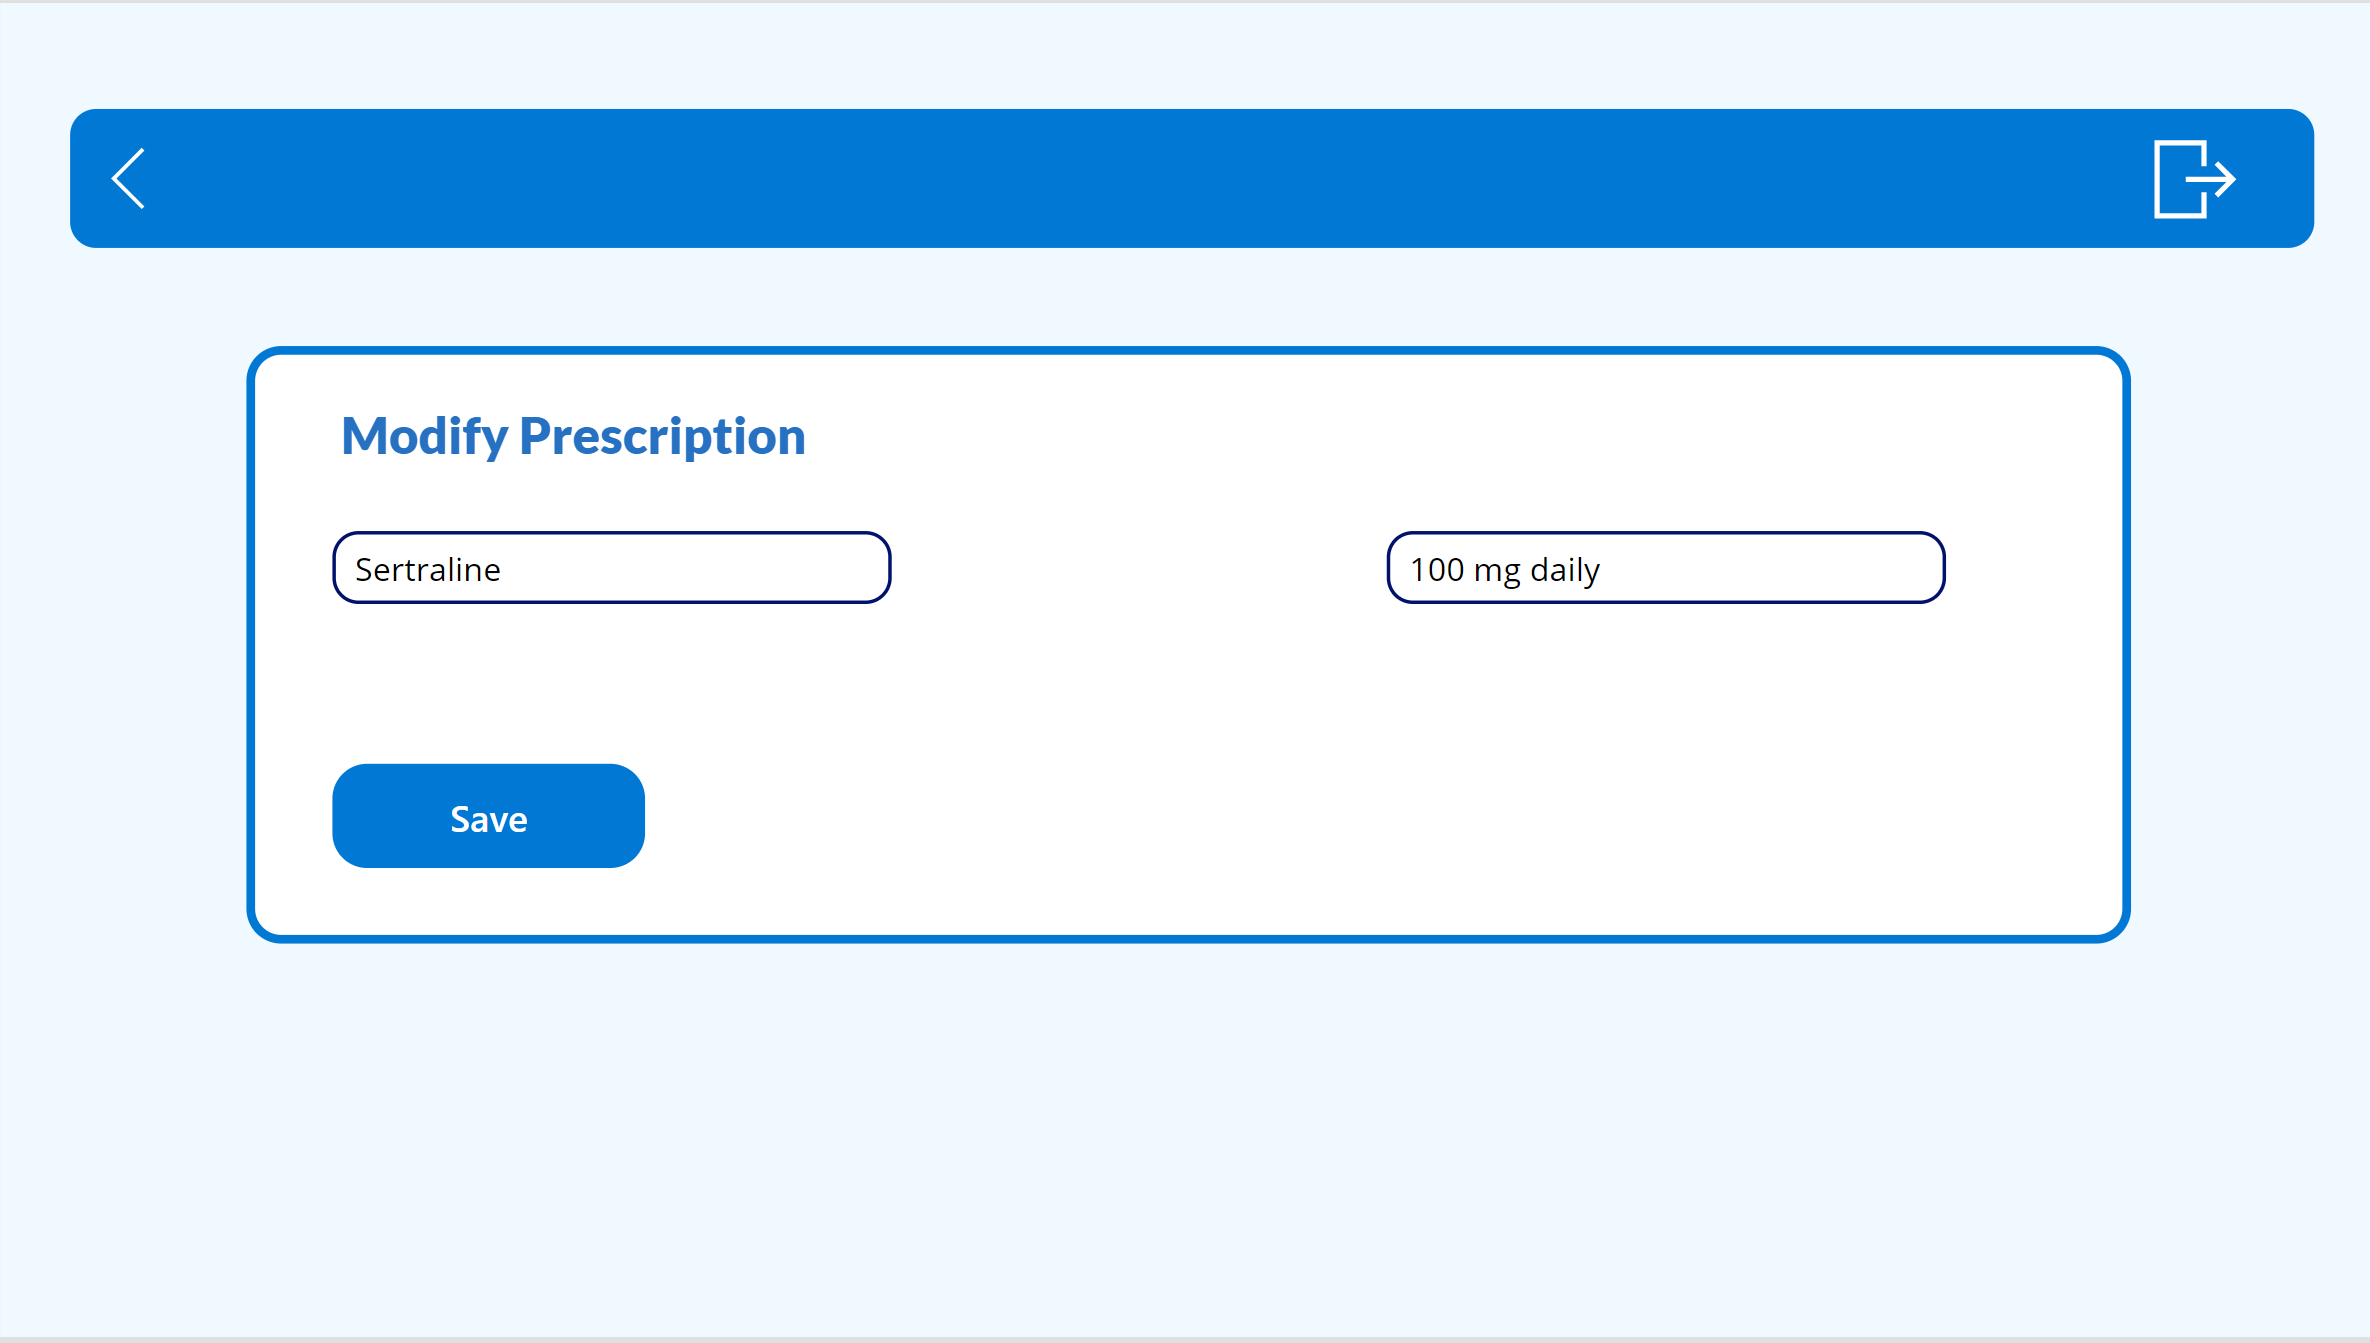 Modify Prescription
Sertraline
100 mg daily
Save